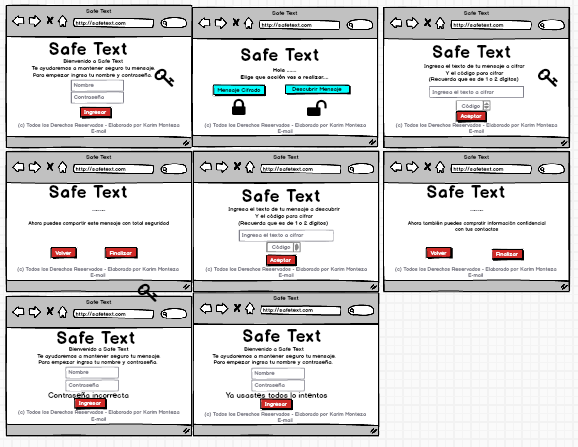 Safe Text
http://safetext.com
Safe Text
Bienvenido a Safe Text
Te ayudaremos a mantener seguro tu mensaje.
Para empezar ingresa tu nombre y contraseña.
Nombre
Contraseña
Ingresar
(c) Todos los Derechos Reservados - Elaborado por Karim Monteza
E-mail
Safe Text
http://safetext.com
Safe Text
Hola .......
Elige que acción vas a realizar...
Mensaje Cifrado
Descubrir Mensaje
(c) Todos los Derechos Reservados - Elaborado por Karim Monteza
E-mail
Safe Text
http://safetext.com
Safe Text
Ingresa el texto de tu mensaje a cifrar
Y el código para cifrar
(Recuerda que es de 1 o 2 dígitos)
Ingresa el texto a cifrar
Código
Aceptar
(c) Todos los Derechos Reservados - Elaborado por Karim Monteza
E-mail
Safe Text
http://safetext.com
Safe Text
........
Ahora puedes compartir este mensaje con total seguridad
Volver
Finalizar
(c) Todos los Derechos Reservados - Elaborado por Karim Monteza
E-mail
Safe Text
http://safetext.com
Safe Text
Ingresa el texto de tu mensaje a descubrir
Y el código para cifrar
(Recuerda que es de 1 o 2 dígitos)
Ingresa el texto a cifrar
Código
Aceptar
(c) Todos los Derechos Reservados - Elaborado por Karim Monteza
E-mail
Safe Text
http://safetext.com
Safe Text
........
Ahora también puedes compratir información confidencial
con tus contactos
Volver
Finalizar
(c) Todos los Derechos Reservados - Elaborado por Karim Monteza
E-mail
Safe Text
http://safetext.com
Safe Text
Bienvenido a Safe Text
Te ayudaremos a mantener seguro tu mensaje.
Para empezar ingresa tu nombre y contraseña.
Nombre
Contraseña
Contraseña incorrecta
Ingresar
(c) Todos los Derechos Reservados - Elaborado por Karim Monteza
E-mail
Safe Text
http://safetext.com
Safe Text
Bienvenido a Safe Text
Te ayudaremos a mantener seguro tu mensaje.
Para empezar ingresa tu nombre y contraseña.
Nombre
Contraseña
Ya usastes todos lo intentos
Ingresar
(c) Todos los Derechos Reservados - Elaborado por Karim Monteza
E-mail